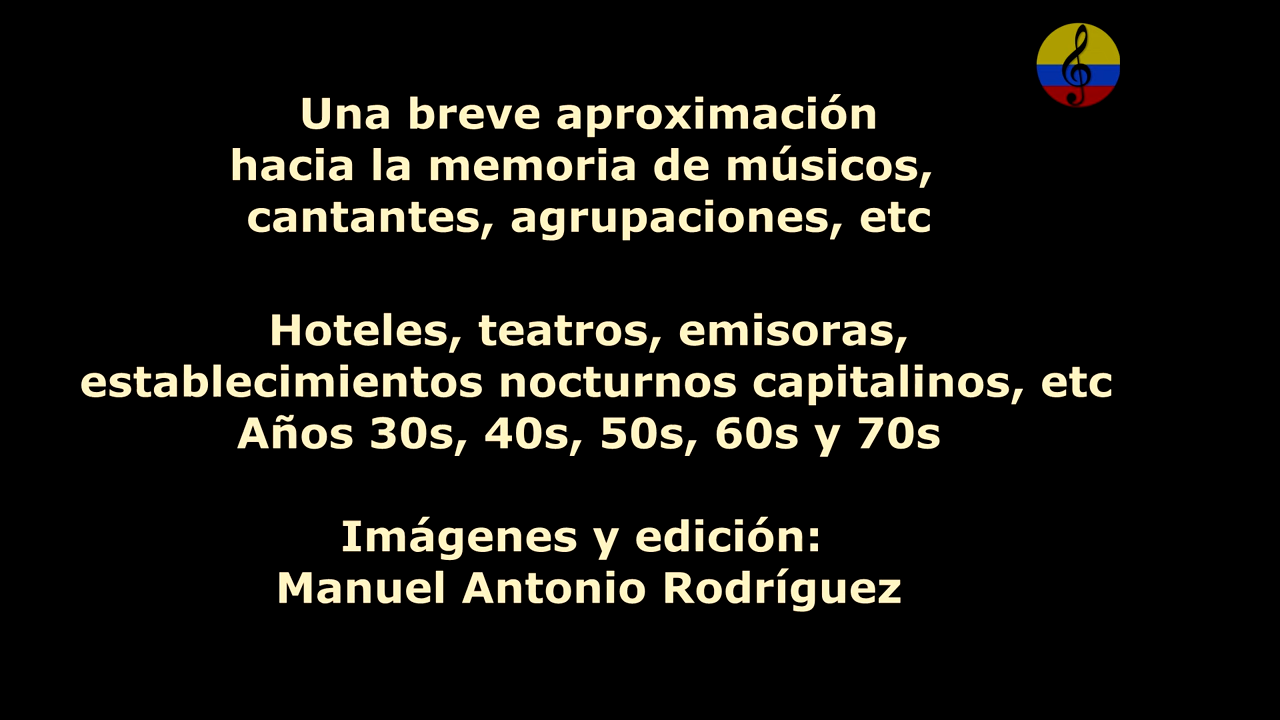 Una breve aproximación
hacia la memoria de músicos,
cantantes, agrupaciones, etc
Hoteles, teatros, emisoras,
establecimientos nocturnos capitalinos, etc
Años 30s, 40s, 50s, 60s y 70s
Imágenes y edición:
Manuel Antonio Rodríguez